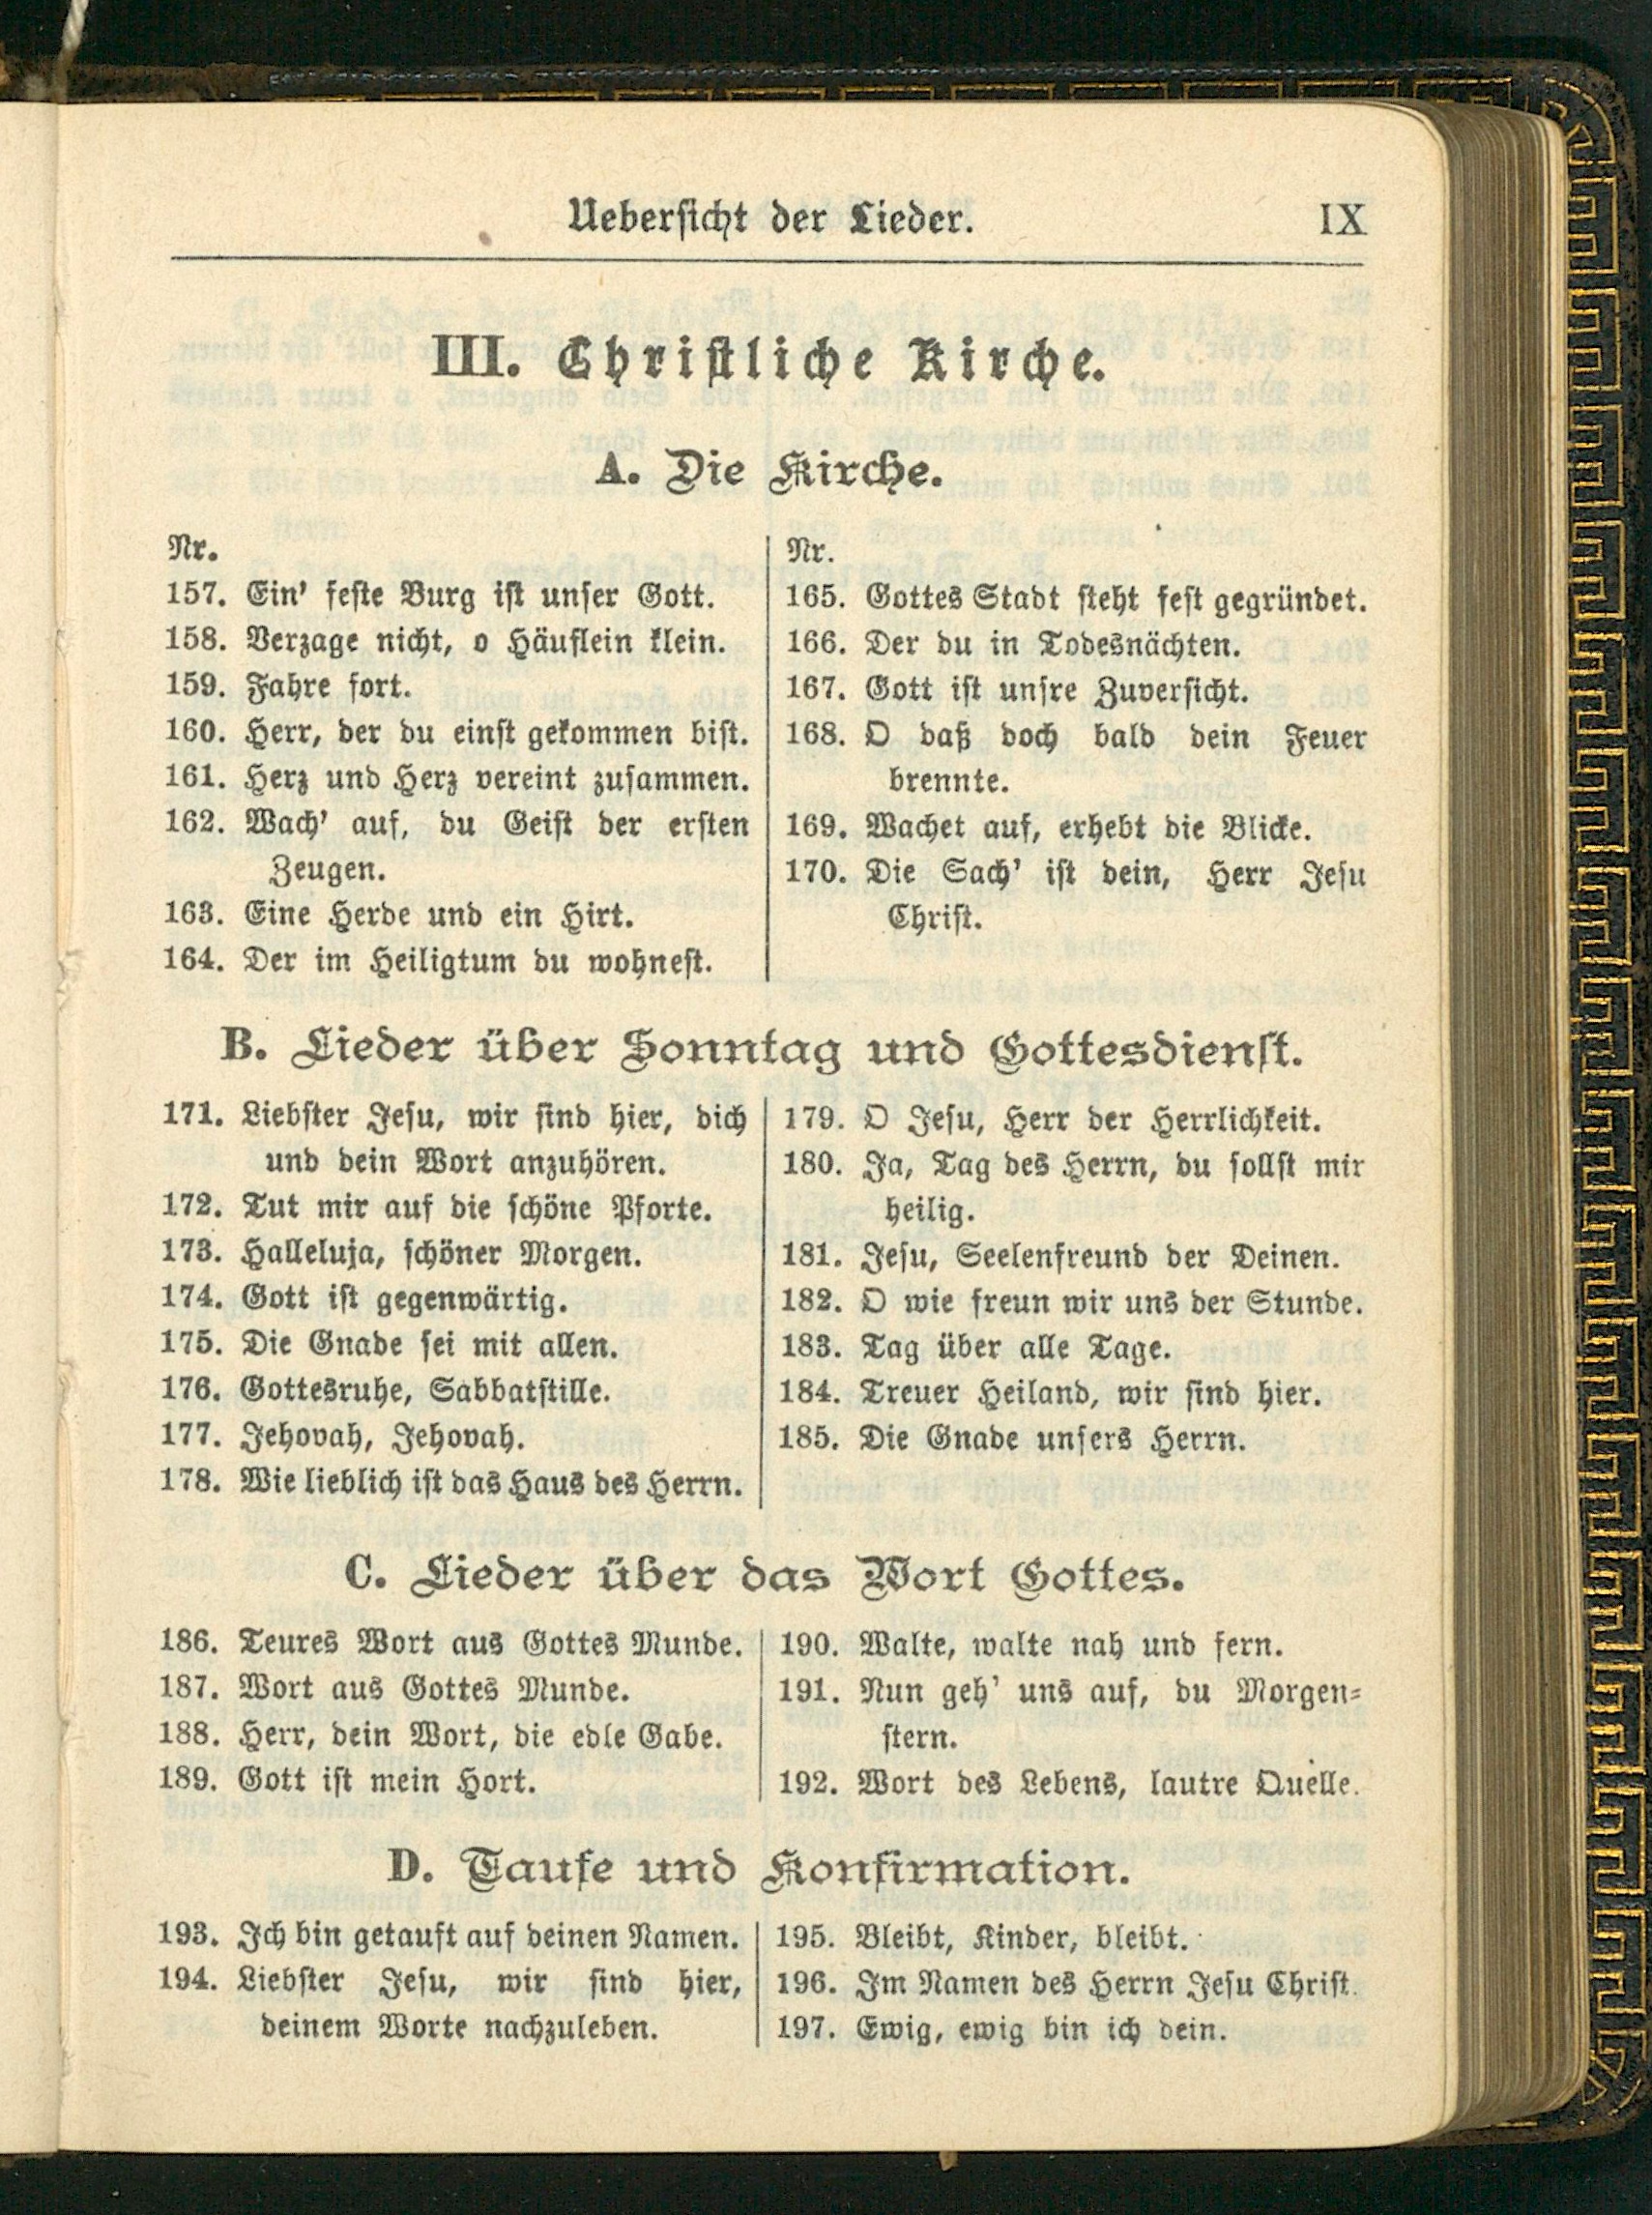 Uebersicht der Lieder. IX
III. Christliche Kirche.
A. Die Kirche.
Nr.
157. Ein' feste Burg ist unser Gott.
158. Verzage nicht, o Häuflein klein.
159. Fahre fort.
160. Herr, der du einst gekommen bist.
161. Herz und Herz vereint zusammen.
162. Wach' auf, du Geist der ersten
Zeugen.
163. Eine Herde und ein Hirt.
164. Der im Heiligtum du wohnest.
Nr.
165. Gottes Stadt steht fest gegründet.
166. Der du in Todesnächten.
167. Gott ist unsre Zuversicht.
168. O daß doch bald dein Feuer
brennte.
169. Wachet auf, erhebt die Blicke.
170. Die Sach' ist dein, Herr Jesu
Christ.
B. Lieder über Sonntag und Gottesdienst.
171. Liebster Jesu, wir sind hier, dich
und dein Wort anzuhören.
172. Tut mir auf die schöne Pforte.
173. Halleluja, schöner Morgen.
174. Gott ist gegenwärtig.
175. Die Gnade sei mit allen.
176. Gottesruhe, Sabbatstille.
177. Jehovah, Jehovah.
178. Wie lieblich ist das Haus des Herrn.
179. O Jesu, Herr der Herrlichkeit.
180. Ja, Tag des Herrn, du sollst mir
heilig.
181. Jesu, Seelenfreund der Deinen.
182. O wie freun wir uns der Stunde.
183. Tag über alle Tage.
184. Treuer Heiland, wir sind hier.
185. Die Gnade unsers Herrn.
C. Lieder über das Wort Gottes.
186. Teures Wort aus Gottes Munde.
187. Wort aus Gottes Munde.
188. Herr, dein Wort, die edle Gabe.
189. Gott ist mein Hort.
190. Walte, walte nah und fern.
191. Nun geh' uns auf, du Morgen-
stern.
192. Wort des Lebens, lautre Quelle.
D. Taufe und Konfirmation.
193. Ich bin getauft auf deinen Namen.
194. Liebster Jesu, wir sind hier,
deinem Worte nachzuleben.
195. Bleibt, Kinder, bleibt.
196. Im Namen des Herrn Jesu Christ.
197. Ewig, ewig bin ich dein.